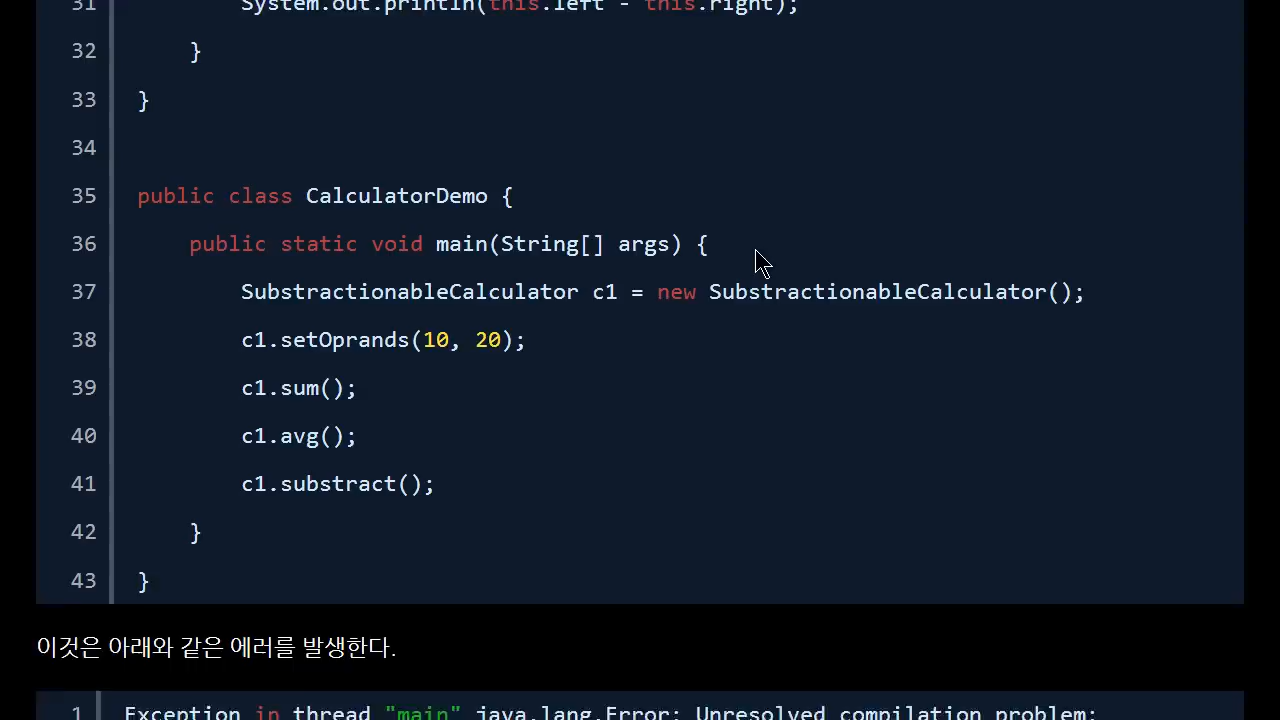 31 System.out.println(this.left - this.right);
32 }
33 }
34
35 public class CalculatorDemo {
36 public static void main(String[] args) {
37 SubstractionableCalculator c1 = new SubstractionableCalculator();
38 c1.setOprands(10, 20);
39 c1.sum();
40 c1.avg();
41 c1.substract();
42 }
43 }
이것은 아래와 같은 에러를 발생한다.
1 Exception in thread "main" java.lang.Error: Unresolved compilation problem: